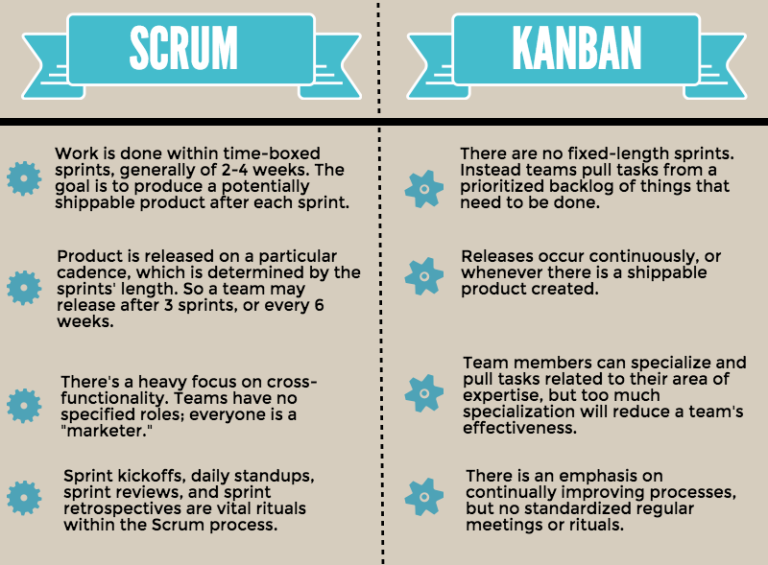 SCRUM
Work is done within time-boxed
sprints, generally of 2-4 weeks. The
goal is to produce a potentially
shippable product after each sprint.
Product is released on a particular
cadence, which is determined by the
sprints' length. So a team may
release after 3 sprints, or every 6
weeks.
There's a heavy focus on cross-
functionality. Teams have no
specified roles; everyone is a
"marketer."
Sprint kickoffs, daily standups,
sprint reviews, and sprint
retrospectives are vital rituals
within the Scrum process.
KANBAN
There are no fixed-length sprints.
Instead teams pull tasks from a
prioritized backlog of things that
need to be done.
Releases occur continuously, or
whenever there is a shippable
product created.
Team members can specialize and
pull tasks related to their area of
expertise, but too much
specialization will reduce a team's
effectiveness.
There is an emphasis on
continually improving processes,
but no standardized regular
meetings or rituals.